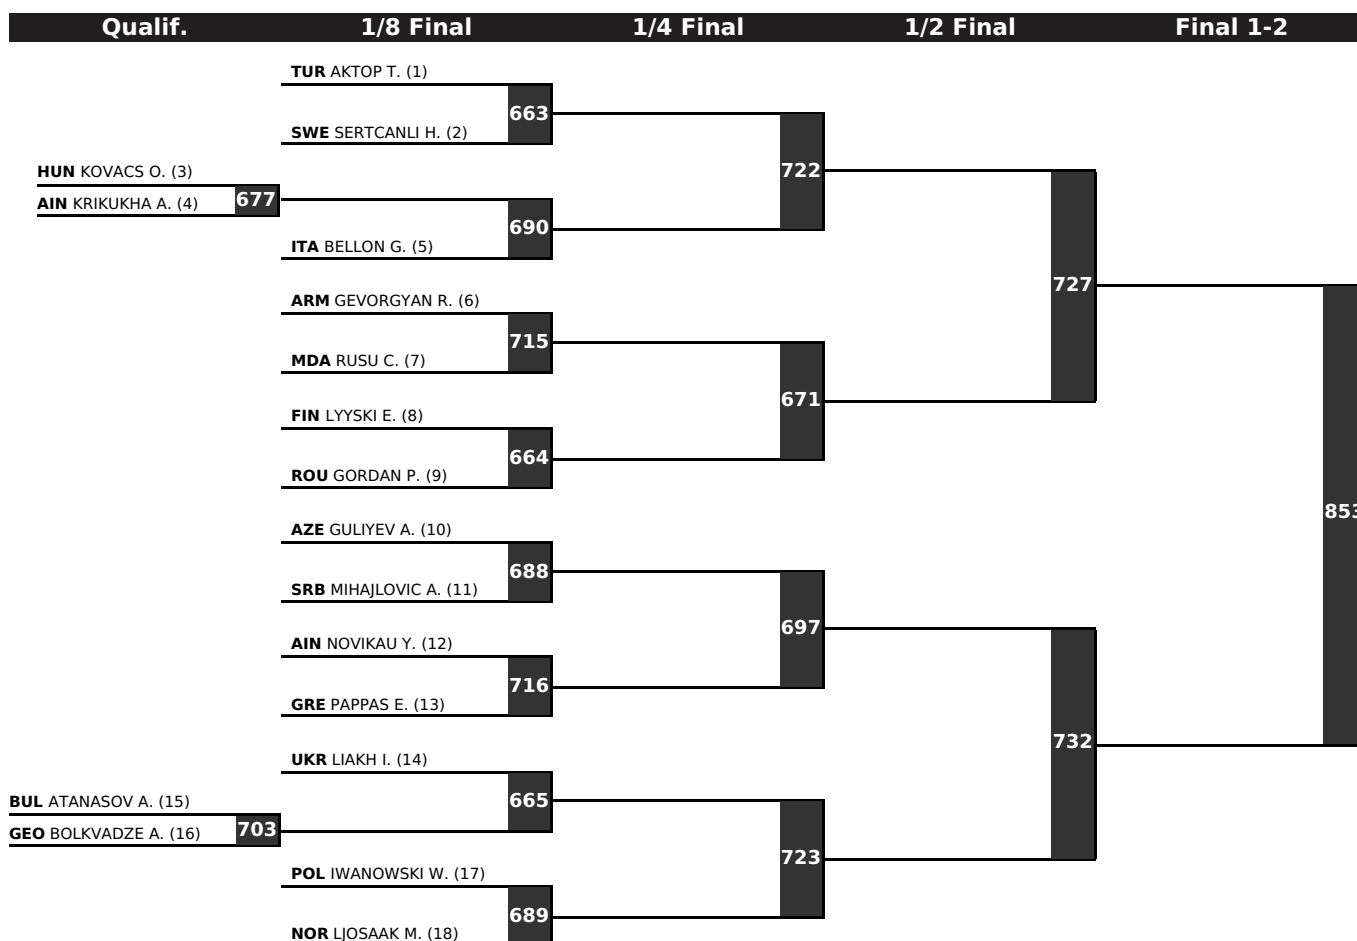 Qualif. 1/8 Final 1/4 Final 1/2 Final Final 1-2
TUR AKTOP T. (1)
663
SWE SERTCANLI H. (2)
HUN KOVACS O. (3)
722
677
AIN KRIKUKHA A. (4)
690
ITA BELLON G. (5)
727
ARM GEVORGYAN R. (6)
715
MDA RUSU C. (7)
671
FIN LYYSKI E. (8)
664
ROU GORDAN P. (9)
853
AZE GULIYEV A. (10)
688
SRB MIHAJLOVIC A. (11)
697
AIN NOVIKAU Y. (12)
716
GRE PAPPAS E. (13)
732
UKR LIAKH I. (14)
665
BUL ATANASOV A. (15)
703
GEO BOLKVADZE A. (16)
723
POL IWANOWSKI W. (17)
689
NOR LJOSAAK M. (18)